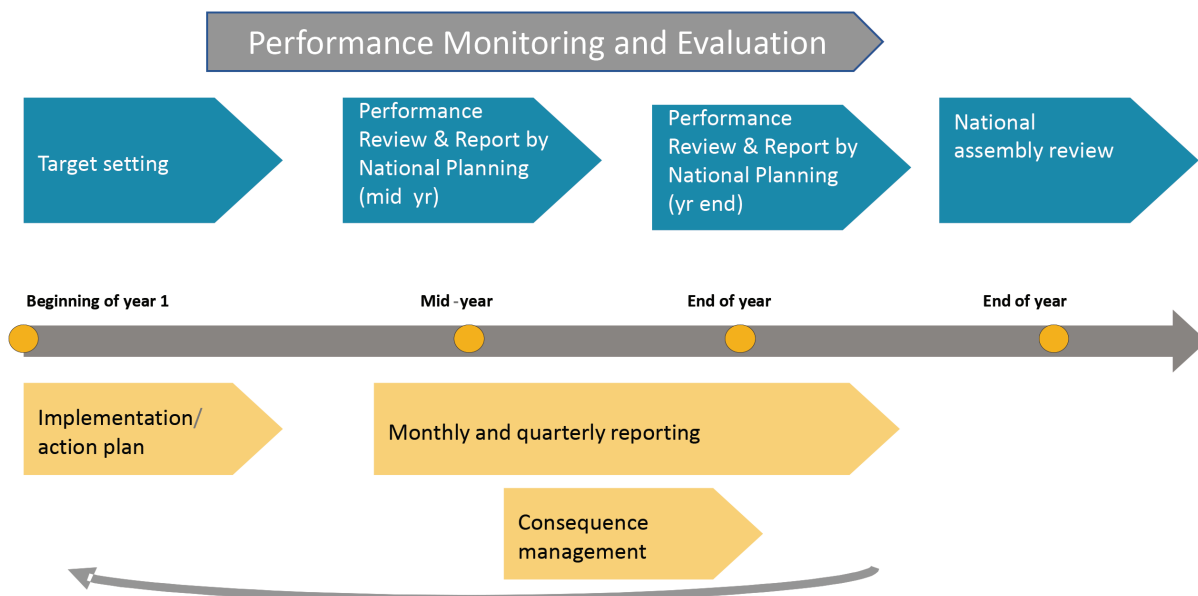 Performance Monitoring and Evaluation
Target setting
Performance
Review & Report by
National Planning
(mid  yr)
Performance
Review & Report by
National Planning
(yr end)
National
assembly review
Beginning of year 1
Mid -year
End of year
End of year
Implementation/
action plan
Monthly and quarterly reporting
Consequence
management